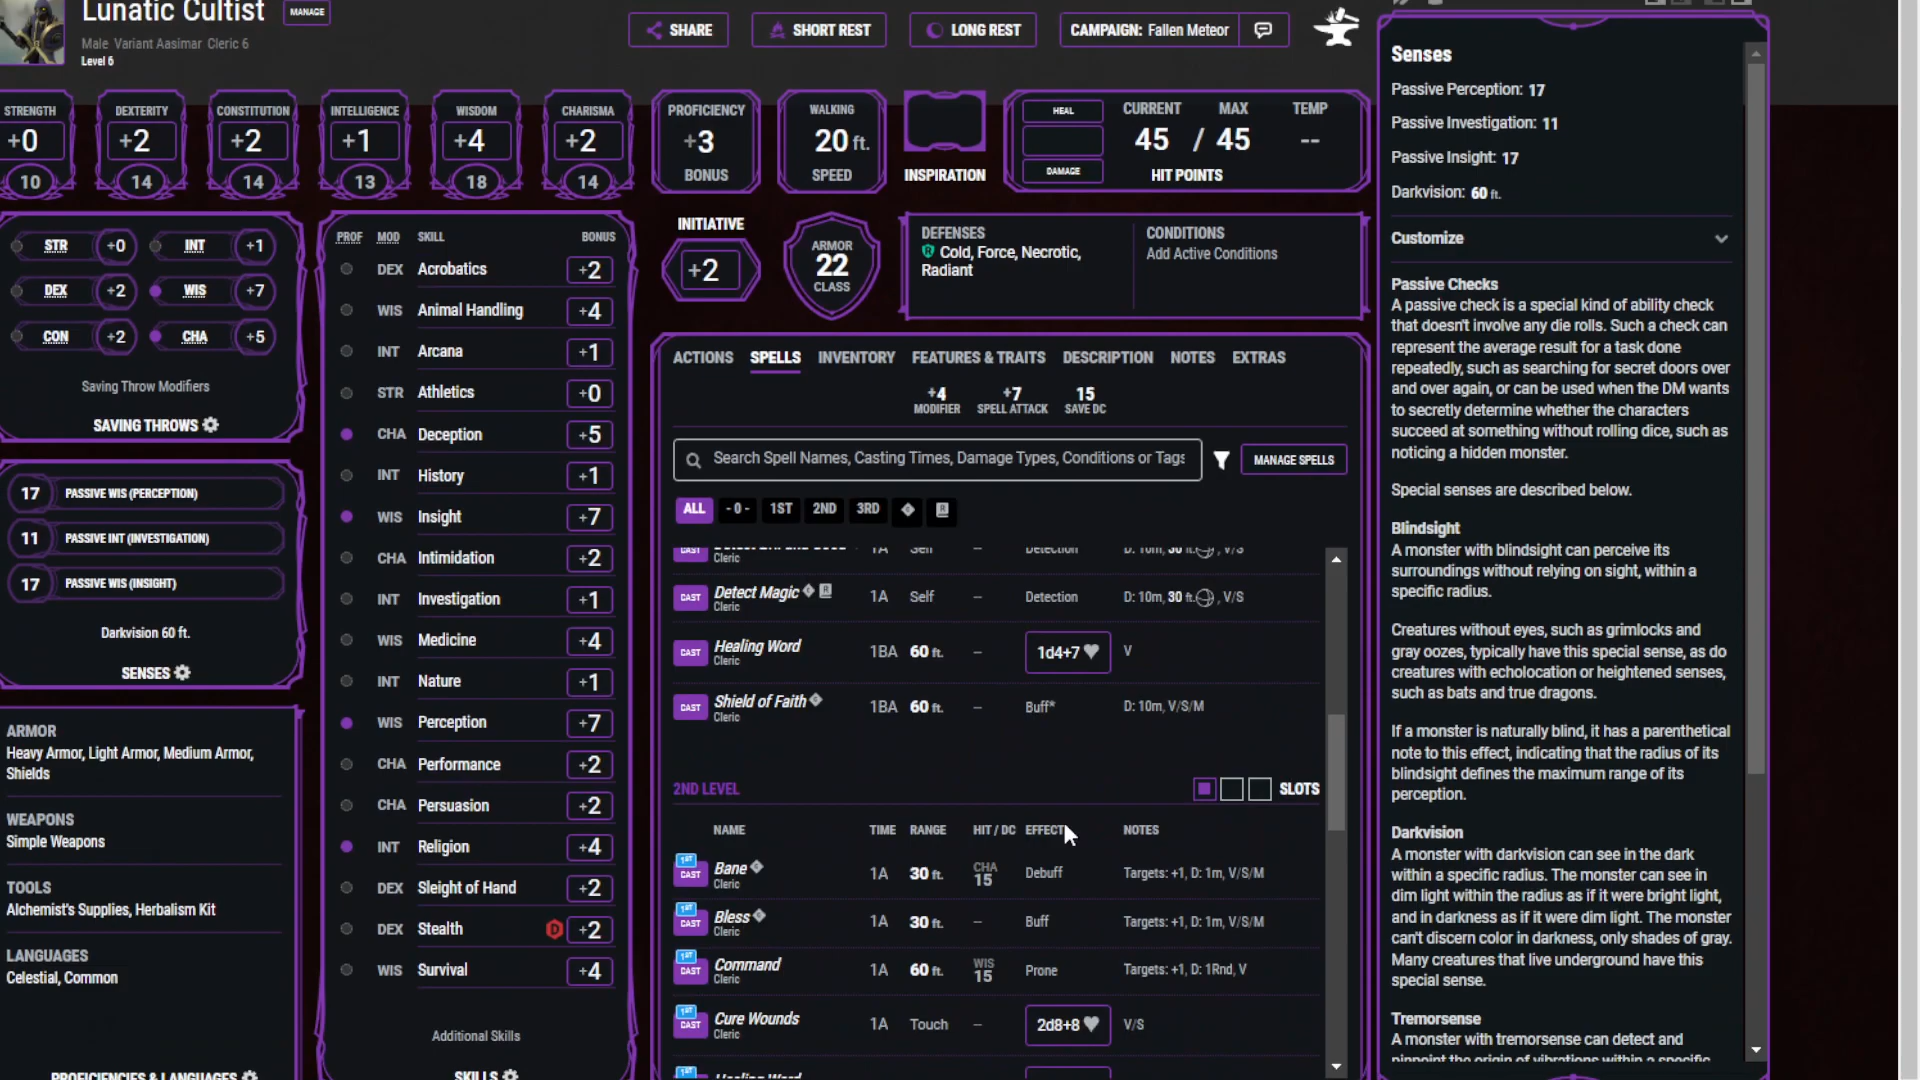 Lunatic Cultist
MANAGE
Male Variant Aasimar Cleric 6
Level 6
SHARE
SHORT REST
LONG REST
CAMPAIGN: Fallen Meteor
STRENGTH
+0
10
DEXTERITY
+2
14
CONSTITUTION
+2
14
INTELLIGENCE
+1
13
WISDOM
+4
18
CHARISMA
+2
14
PROFICIENCY
+3
BONUS
WALKING
20 ft.
SPEED
INSPIRATION
HEAL
DAMAGE
CURRENT MAX TEMP
45 / 45 --
HIT POINTS
STR +0 INT +1
DEX +2 WIS +7
CON +2 CHA +5
Saving Throw Modifiers
SAVING THROWS
17 PASSIVE WIS (PERCEPTION)
11 PASSIVE INT (INVESTIGATION)
17 PASSIVE WIS (INSIGHT)
Darkvision 60 ft.
SENSES
ARMOR
Heavy Armor, Light Armor, Medium Armor,
Shields
WEAPONS
Simple Weapons
TOOLS
Alchemist's Supplies, Herbalism Kit
LANGUAGES
Celestial, Common
PROFICIENCIES & LANGUAGES
PROF MOD SKILL BONUS
DEX Acrobatics +2
WIS Animal Handling +4
INT Arcana +1
STR Athletics +0
CHA Deception +5
INT History +1
WIS Insight +7
CHA Intimidation +2
INT Investigation +1
WIS Medicine +4
INT Nature +1
WIS Perception +7
CHA Performance +2
CHA Persuasion +2
INT Religion +4
DEX Sleight of Hand +2
DEX Stealth D +2
WIS Survival +4
Additional Skills
SKILLS
INITIATIVE
+2
ARMOR
22
CLASS
DEFENSES
R Cold, Force, Necrotic,
Radiant
CONDITIONS
Add Active Conditions
ACTIONS SPELLS INVENTORY FEATURES & TRAITS DESCRIPTION NOTES EXTRAS
+4 +7 15
MODIFIER SPELL ATTACK SAVE DC
Search Spell Names, Casting Times, Damage Types, Conditions or Tags
MANAGE SPELLS
ALL - 0 - 1ST 2ND 3RD C R
CAST 1A Self -- Detection D: 10m, 30 ft. , V/S
Cleric
CAST Detect Magic C R 1A Self -- Detection D: 10m, 30 ft. , V/S
Cleric
CAST Healing Word 1BA 60 ft. -- 1d4+7 V
Cleric
CAST Shield of Faith C 1BA 60 ft. -- Buff* D: 10m, V/S/M
Cleric
2ND LEVEL SLOTS
NAME TIME RANGE HIT / DC EFFECT NOTES
1ST CAST Bane C 1A 30 ft. CHA 15 Debuff Targets: +1, D: 1m, V/S/M
Cleric
1ST CAST Bless C 1A 30 ft. -- Buff Targets: +1, D: 1m, V/S/M
Cleric
1ST CAST Command 1A 60 ft. WIS 15 Prone Targets: +1, D: 1Rnd, V
Cleric
1ST CAST Cure Wounds 1A Touch -- 2d8+8 V/S
Cleric
1ST Healing Word
Senses
Passive Perception: 17
Passive Investigation: 11
Passive Insight: 17
Darkvision: 60 ft.
Customize
Passive Checks
A passive check is a special kind of ability check
that doesn't involve any die rolls. Such a check can
represent the average result for a task done
repeatedly, such as searching for secret doors over
and over again, or can be used when the DM wants
to secretly determine whether the characters
succeed at something without rolling dice, such as
noticing a hidden monster.
Special senses are described below.
Blindsight
A monster with blindsight can perceive its
surroundings without relying on sight, within a
specific radius.
Creatures without eyes, such as grimlocks and
gray oozes, typically have this special sense, as do
creatures with echolocation or heightened senses,
such as bats and true dragons.
If a monster is naturally blind, it has a parenthetical
note to this effect, indicating that the radius of its
blindsight defines the maximum range of its
perception.
Darkvision
A monster with darkvision can see in the dark
within a specific radius. The monster can see in
dim light within the radius as if it were bright light,
and in darkness as if it were dim light. The monster
can't discern color in darkness, only shades of gray.
Many creatures that live underground have this
special sense.
Tremorsense
A monster with tremorsense can detect and
pinpoint the origin of vibrations within a specific